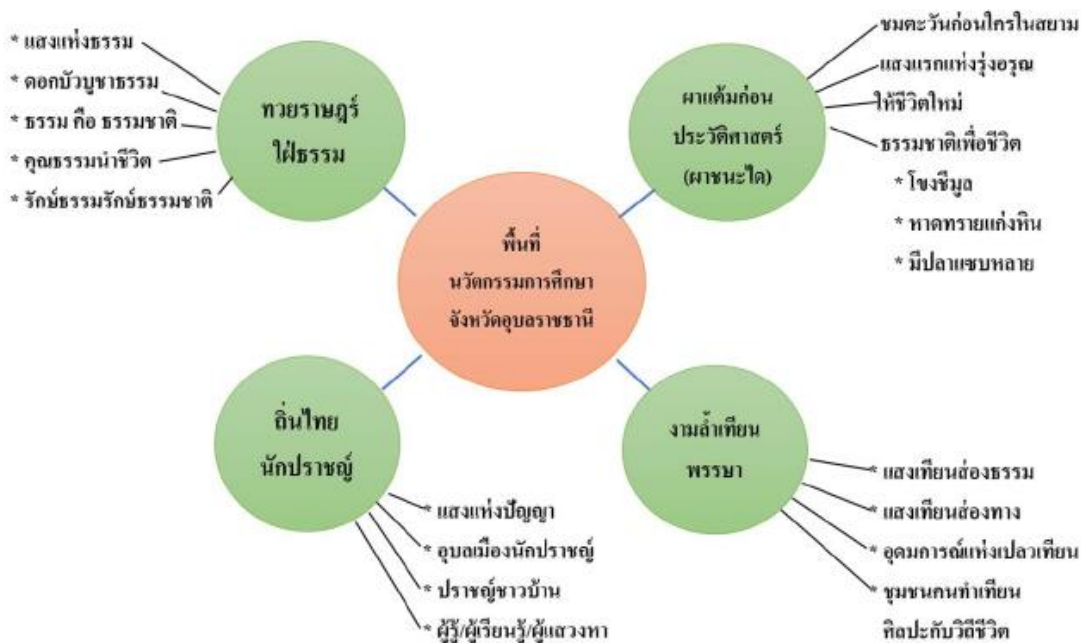 * แสงแห่งธรรม
* ดอกบัวบูชาธรรม
* ธรรม คือ ธรรมชาติ
* คุณธรรมนำชีวิต
* รักษ์ธรรมรักษ์ธรรมชาติ
ทวยราษฎร์
ใฝ่ธรรม
ผาแต้มก่อน
ประวัติศาสตร์
(ผาชนะได)
ชมตะวันก่อนใครในสยาม
แสงแรกแห่งรุ่งอรุณ
ให้ชีวิตใหม่
ธรรมชาติเพื่อชีวิต
* โขงชีมูล
* หาดทรายแก่งหิน
* มีปลาแซบหลาย
พื้นที่
นวัตกรรมการศึกษา
จังหวัดอุบลราชธานี
ถิ่นไทย
นักปราชญ์
* แสงแห่งปัญญา
* อุบลเมืองนักปราชญ์
* ปราชญ์ชาวบ้าน
* ผู้รู้/ผู้เรียนรู้/ผู้แสวงหา
งามล้ำเทียน
พรรษา
* แสงเทียนส่องธรรม
* แสงเทียนส่องทาง
* อุดมการณ์แห่งเปลวเทียน
* ชุมชนคนทำเทียน
ศิลปะกับวิถีชีวิต